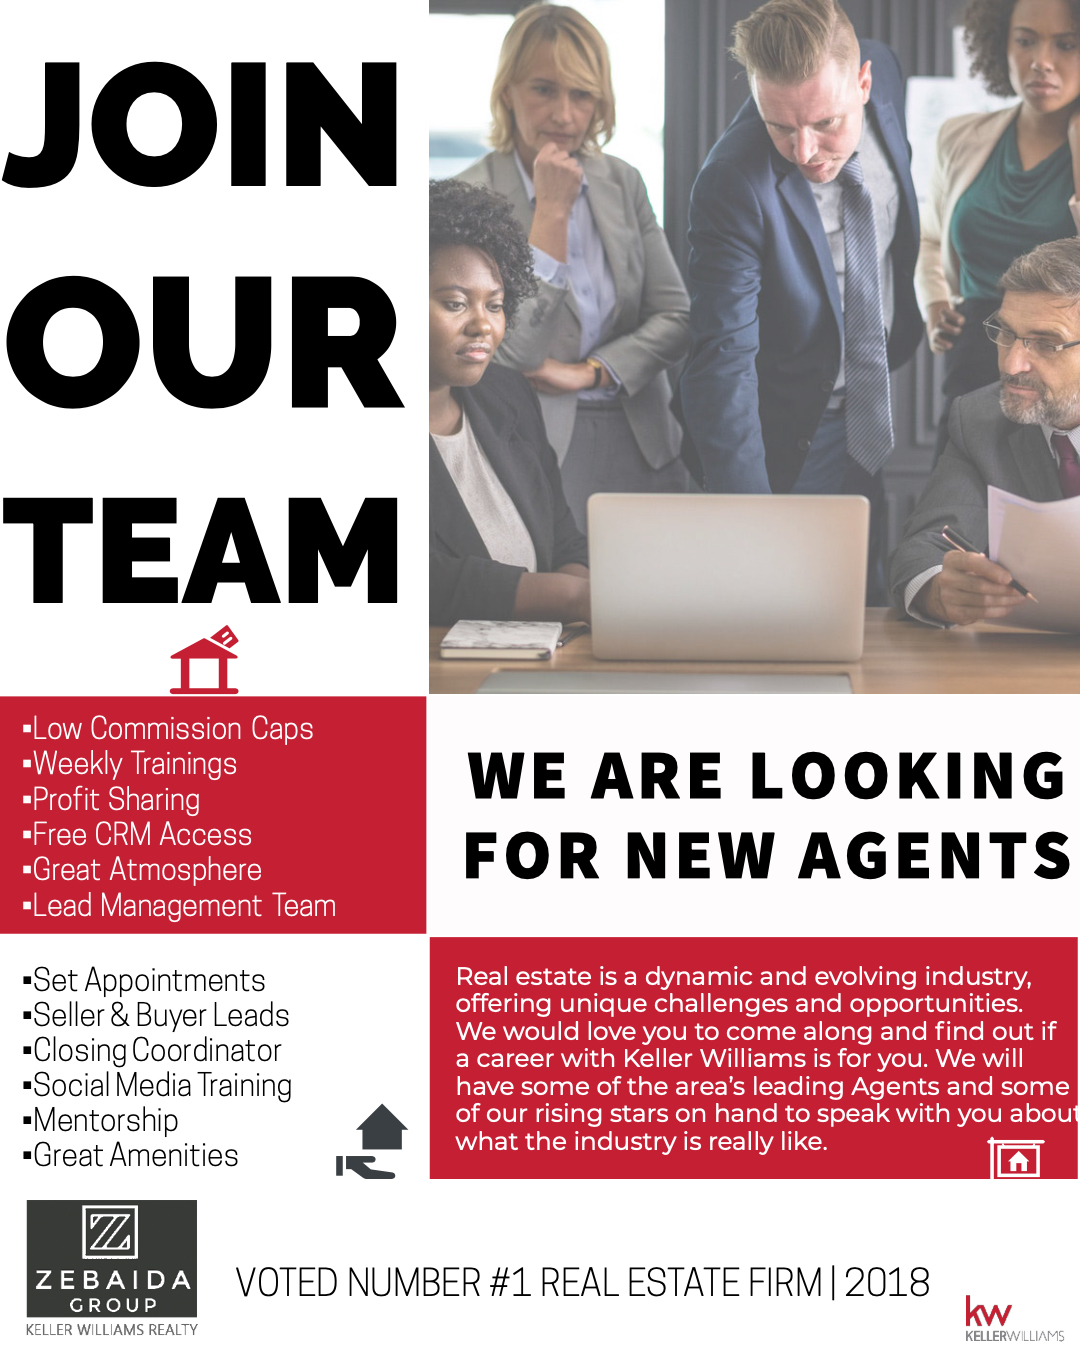 JOIN
OUR
TEAM
▪Low Commission Caps
▪Weekly Trainings
▪Profit Sharing
▪Free CRM Access
▪Great Atmosphere
▪Lead Management Team
WE ARE LOOKING
FOR NEW AGENTS
▪Set Appointments
▪Seller & Buyer Leads
▪Closing Coordinator
▪Social Media Training
▪Mentorship
▪Great Amenities
Real estate is a dynamic and evolving industry,
offering unique challenges and opportunities.
We would love you to come along and find out if
a career with Keller Williams is for you. We will
have some of the area’s leading Agents and some
of our rising stars on hand to speak with you about
what the industry is really like.
Z
ZEBAIDA
GROUP
KELLER WILLIAMS REALTY
VOTED NUMBER #1 REAL ESTATE FIRM | 2018
kw
KELLERWILLIAMS